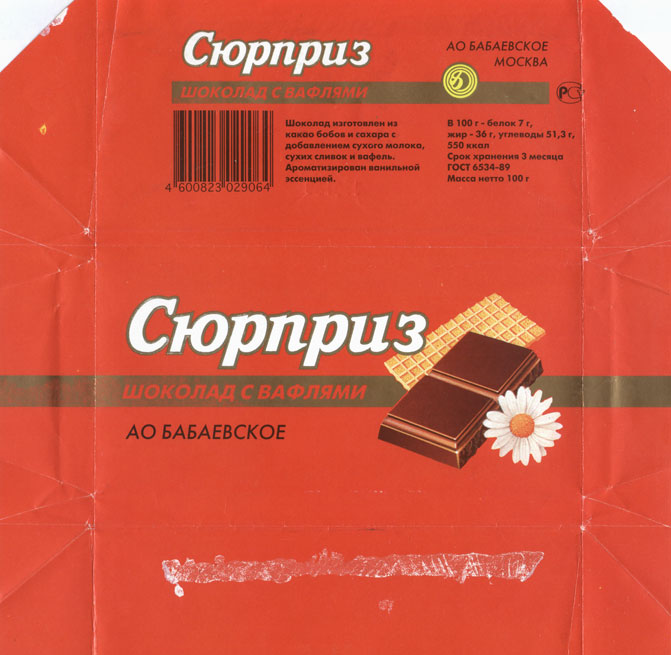 Сюрприз
АО БАБАЕВСКОЕ
МОСКВА
ШОКОЛАД С ВАФЛЯМИ
Шоколад изготовлен из
какао бобов и сахара с
добавлением сухого молока,
сухих сливок и вафель.
Ароматизирован ванильной
эссенцией.
В 100 г - белок 7 г,
жир - 36 г, углеводы 51,3 г,
550 ккал
Срок хранения 3 месяца
ГОСТ 6534-89
Масса нетто 100 г
4 600823 029064
Сюрприз
ШОКОЛАД С ВАФЛЯМИ
АО БАБАЕВСКОЕ